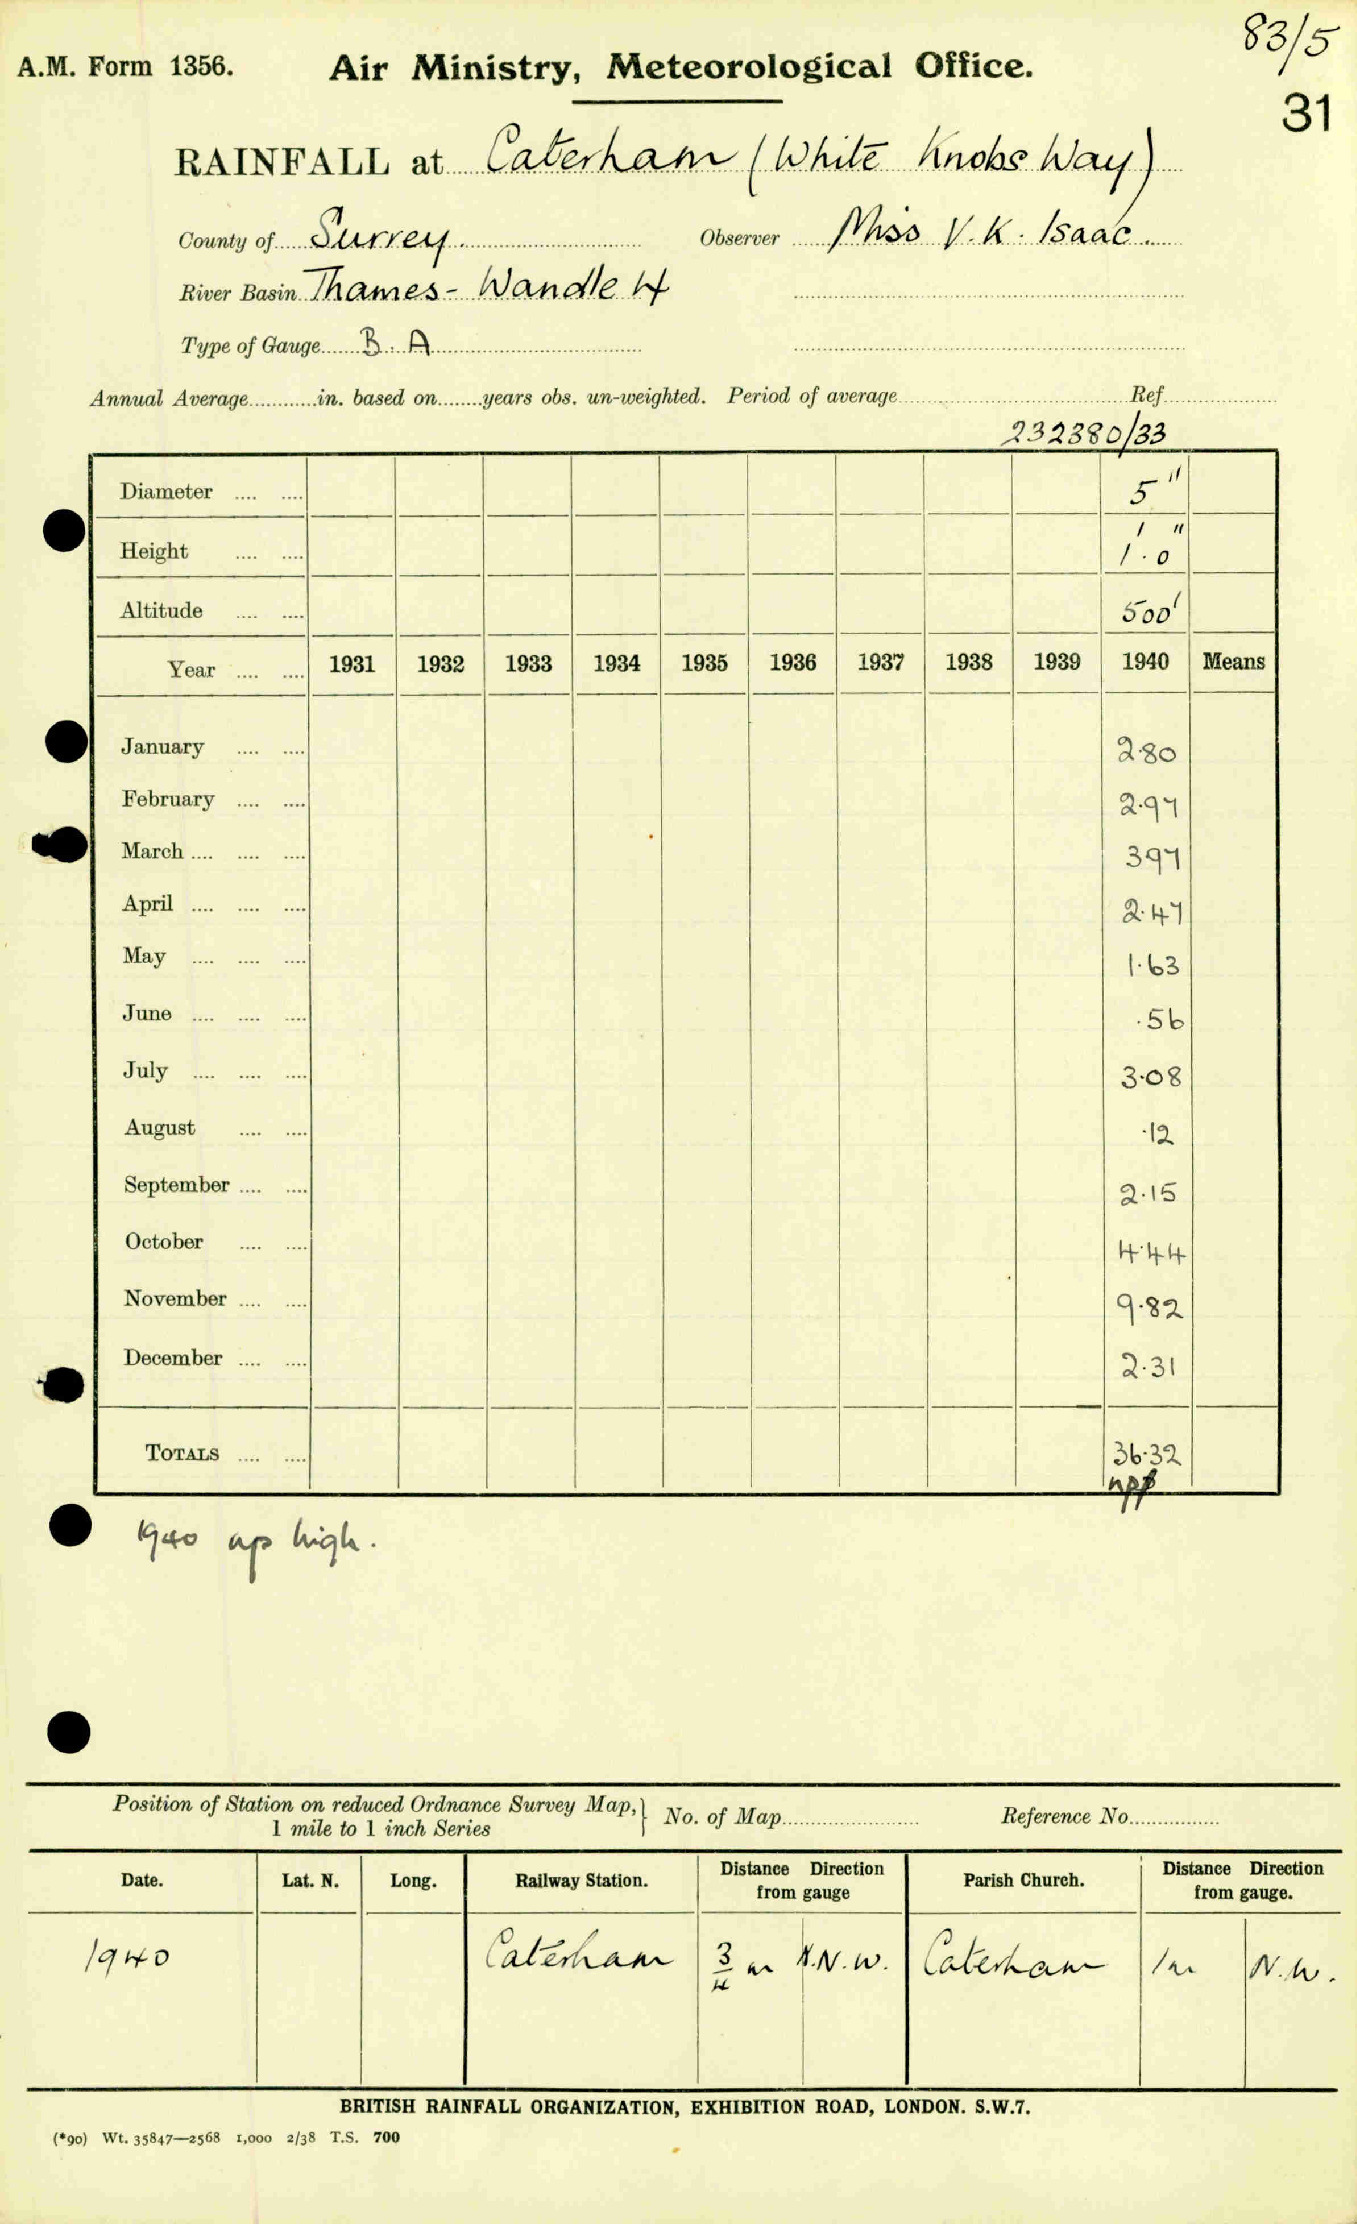 83/5
A.M. Form 1356. Air Ministry, Meteorological Office.
31
RAINFALL at Caterham (White Knobs Way)
County of Surrey. Observer Miss V. K. Isaac.
River Basin Thames - Wandle 4
Type of Gauge B. A
Annual Average in. based on years obs. un-weighted. Period of average Ref.
232380/33
Diameter 5"
Height 1' 0"
Altitude 500'
Year 1931 1932 1933 1934 1935 1936 1937 1938 1939 1940 Means
January 2.80
February 2.97
March 3.97
April 2.47
May 1.63
June .56
July 3.08
August .12
September 2.15
October 4.44
November 9.82
December 2.31
TOTALS 36.32
npf
1940 ap high.
Position of Station on reduced Ordnance Survey Map, } No. of Map Reference No.
1 mile to 1 inch Series
Date. Lat. N. Long. Railway Station. Distance Direction from gauge Parish Church. Distance Direction from gauge.
1940 Caterham 3/4 m N.N.W. Caterham 1m N.W.
BRITISH RAINFALL ORGANIZATION, EXHIBITION ROAD, LONDON. S.W.7.
(*90) Wt. 35847—2568 1,000 2/38 T.S. 700